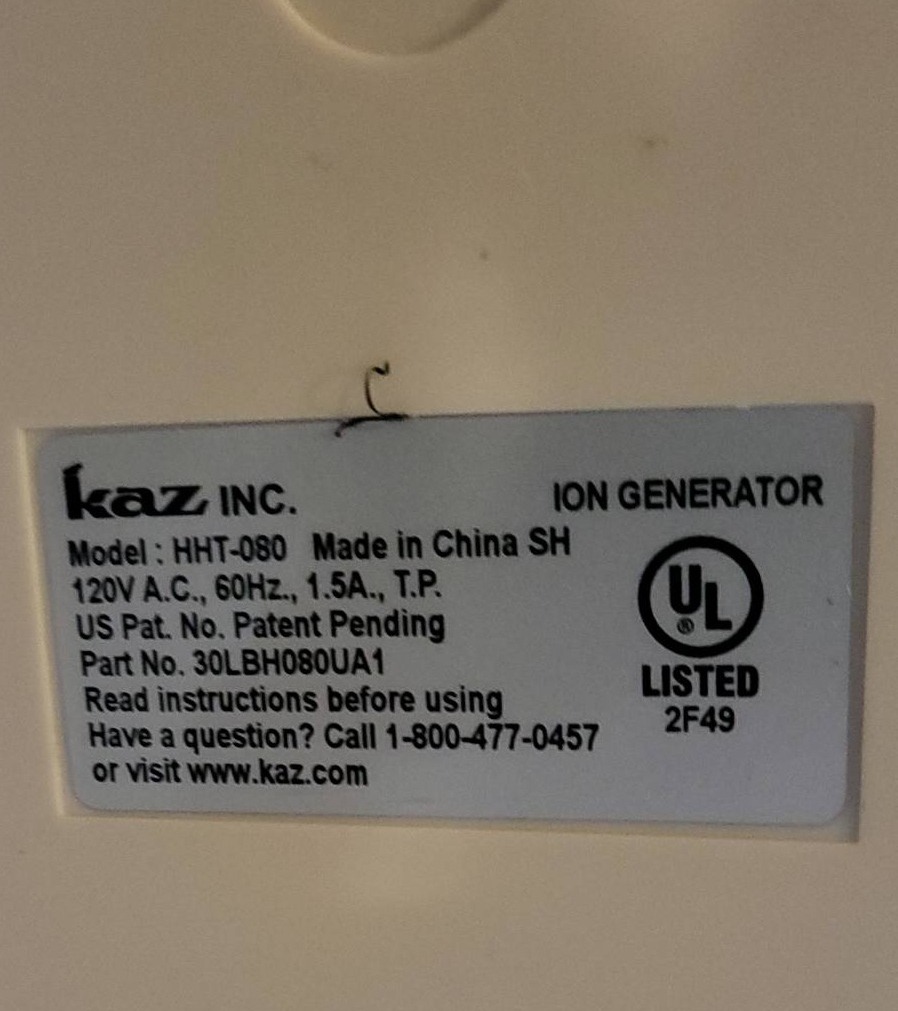 kaz INC.
ION GENERATOR
Model : HHT-080 Made in China SH
120V A.C., 60Hz., 1.5A., T.P.
US Pat. No. Patent Pending
Part No. 30LBH080UA1
Read instructions before using
Have a question? Call 1-800-477-0457
or visit www.kaz.com
UL
®
LISTED
2F49